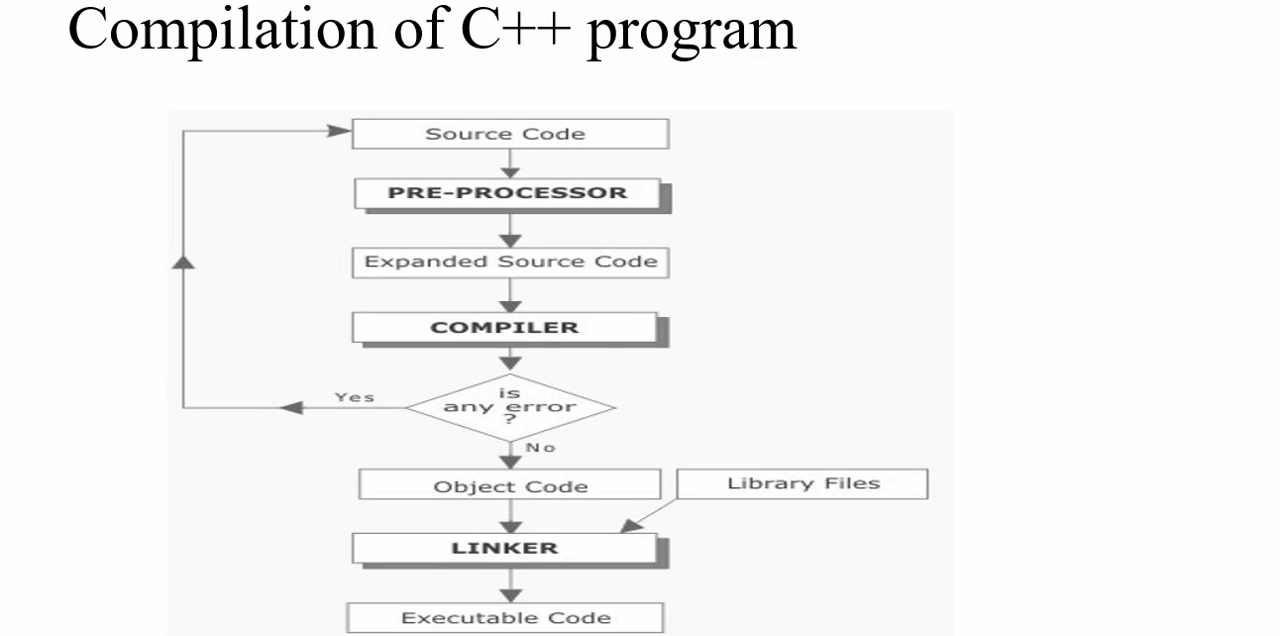 Compilation of C++ program
Source Code
PRE-PROCESSOR
Expanded Source Code
COMPILER
is
any error
?
Yes
No
Object Code
Library Files
LINKER
Executable Code